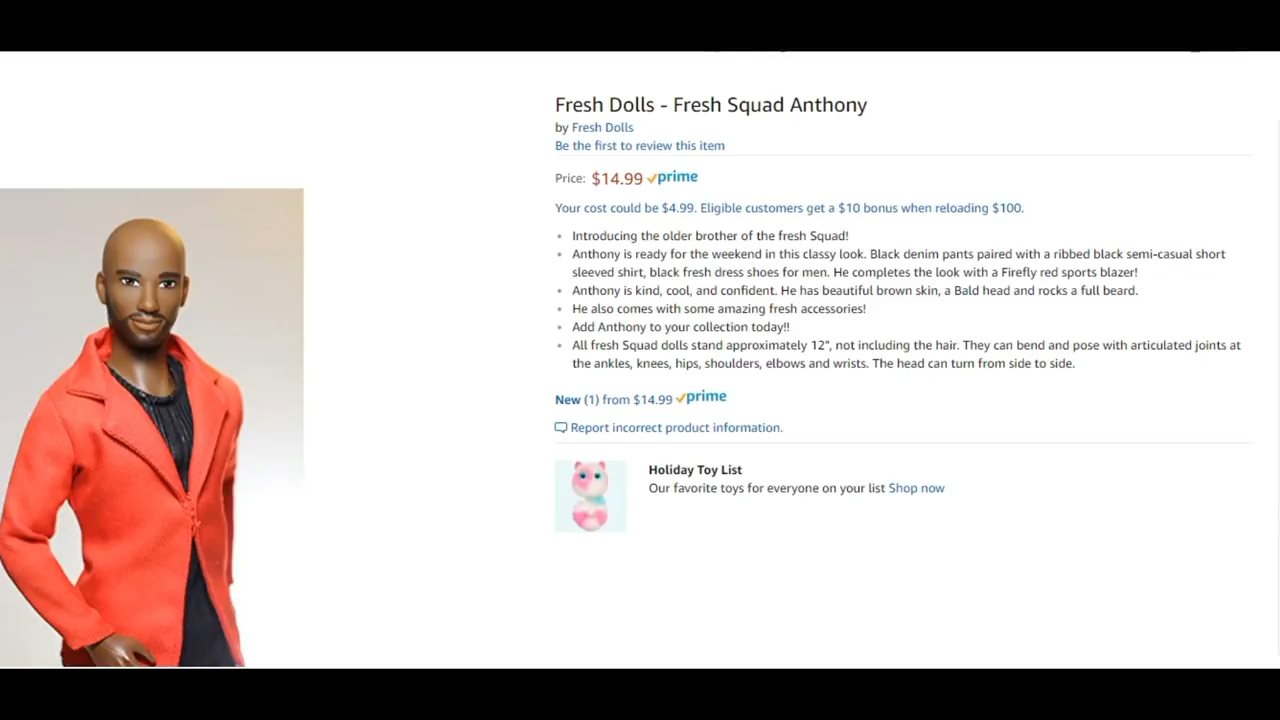 Fresh Dolls - Fresh Squad Anthony
by Fresh Dolls
Be the first to review this item
Price: $14.99 prime
Your cost could be $4.99. Eligible customers get a $10 bonus when reloading $100.
• Introducing the older brother of the fresh Squad!
• Anthony is ready for the weekend in this classy look. Black denim pants paired with a ribbed black semi-casual short
sleeved shirt, black fresh dress shoes for men. He completes the look with a Firefly red sports blazer!
• Anthony is kind, cool, and confident. He has beautiful brown skin, a Bald head and rocks a full beard.
• He also comes with some amazing fresh accessories!
• Add Anthony to your collection today!!
• All fresh Squad dolls stand approximately 12", not including the hair. They can bend and pose with articulated joints at
the ankles, knees, hips, shoulders, elbows and wrists. The head can turn from side to side.
New (1) from $14.99 prime
Report incorrect product information.
Holiday Toy List
Our favorite toys for everyone on your list Shop now